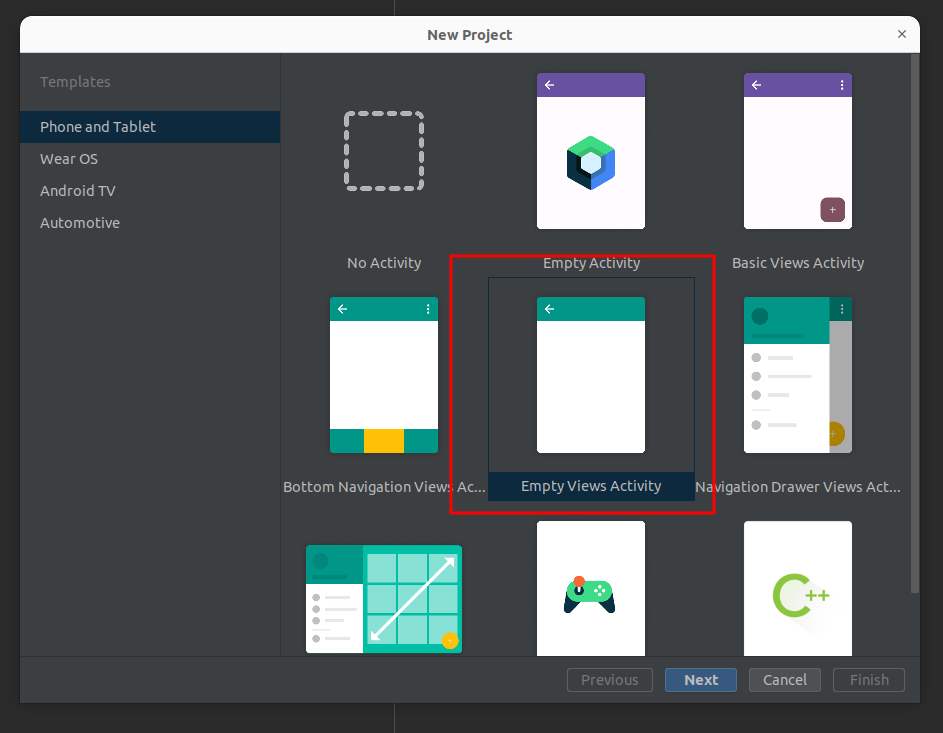 New Project
Templates
Phone and Tablet
Wear OS
Android TV
Automotive
No Activity
Empty Activity
Basic Views Activity
Bottom Navigation Views Ac...
Empty Views Activity
Navigation Drawer Views Act...
C++
Previous
Next
Cancel
Finish